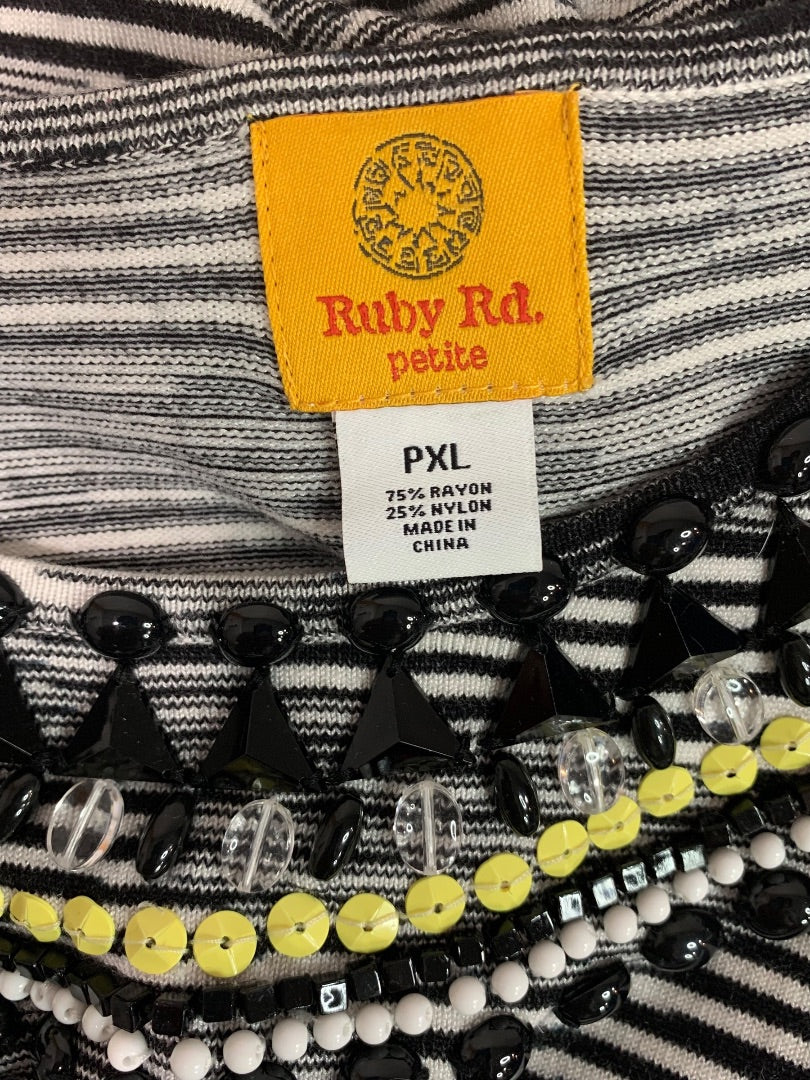 Ruby Rd.
petite
PXL
75% RAYON
25% NYLON
MADE IN
CHINA